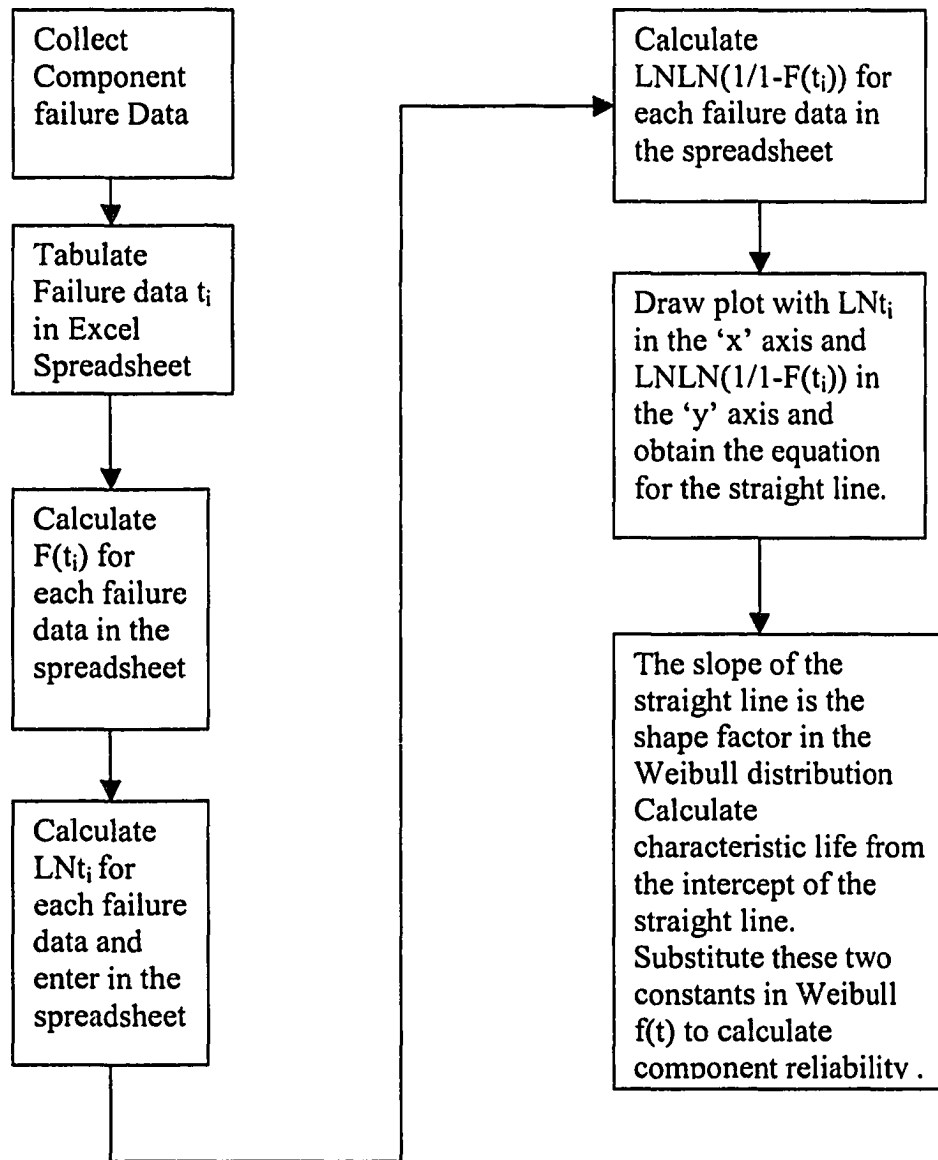 Collect
Component
failure Data
Tabulate
Failure data ti
in Excel
Spreadsheet
Calculate
F(ti) for
each failure
data in the
spreadsheet
Calculate
LNti for
each failure
data and
enter in the
spreadsheet
Calculate
LNLN(1/1-F(ti)) for
each failure data in
the spreadsheet
Draw plot with LNti
in the ‘x’ axis and
LNLN(1/1-F(ti)) in
the ‘y’ axis and
obtain the equation
for the straight line.
The slope of the
straight line is the
shape factor in the
Weibull distribution
Calculate
characteristic life from
the intercept of the
straight line.
Substitute these two
constants in Weibull
f(t) to calculate
component reliability .